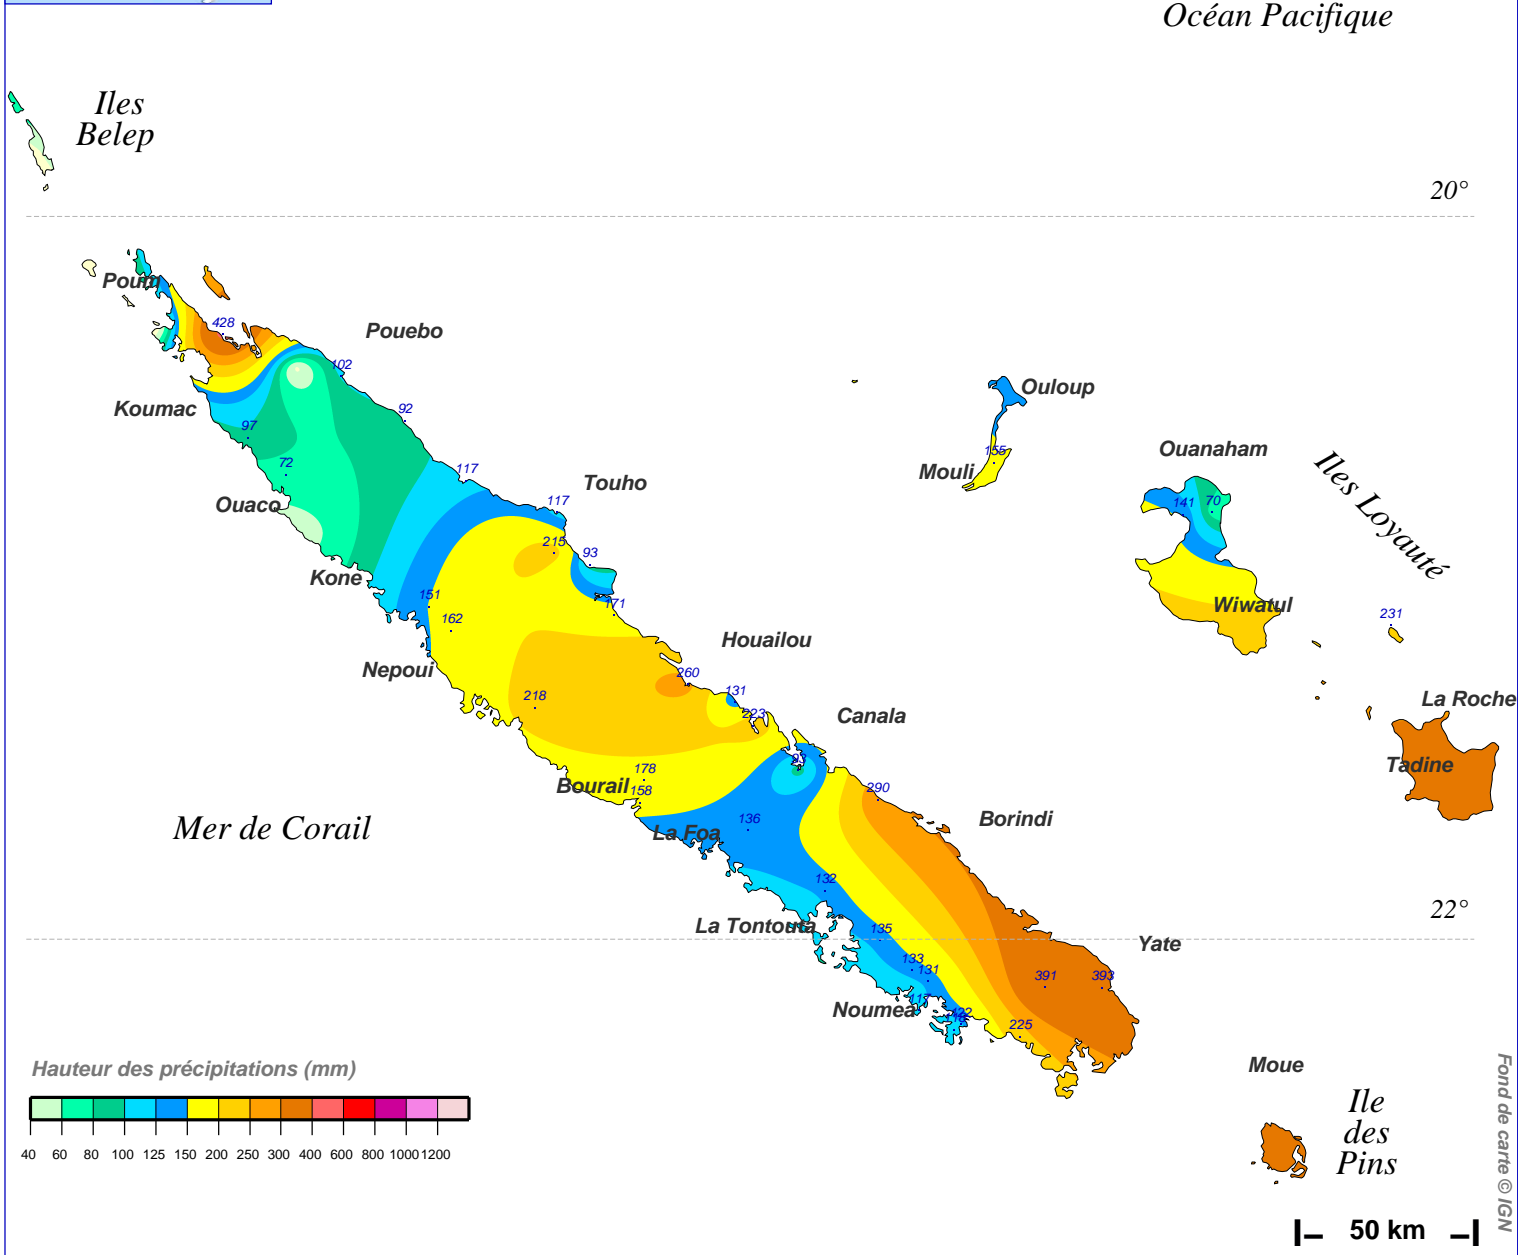 Océan Pacifique
Iles
Belep
20°
Poum
428
Pouebo
102
Koumac
92
97
72
117
Ouaco
Touho
117
215
93
Kone
151
171
162
Nepoui
Houailou
260
131
218
223
Canala
93
178
Bourail
158
290
Borindi
Mer de Corail
136
La Foa
132
La Tontouta
135
133
131
117
Noumea
122
225
391
393
Yate
22°
Ouloup
Mouli
155
Ouanaham
141
70
Iles Loyauté
Wiwatul
231
La Roche
Tadine
Moue
Ile
des
Pins
Hauteur des précipitations (mm)
40 60 80 100 125 150 200 250 300 400 600 800 1000 1200
50 km
Fond de carte © IGN